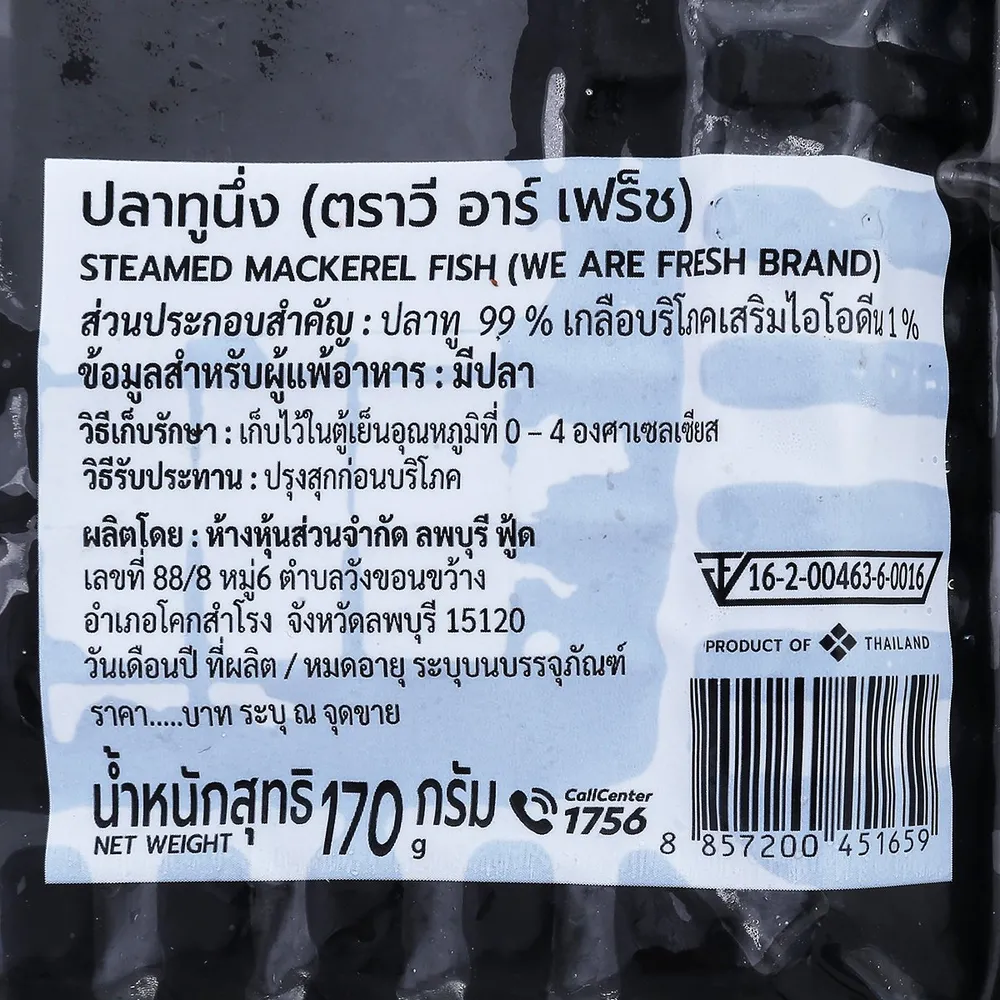 ปลาทูนึ่ง (ตราวี อาร์ เฟร็ช)
STEAMED MACKEREL FISH (WE ARE FRESH BRAND)
ส่วนประกอบสำคัญ : ปลาทู 99 % เกลือบริโภคเสริมไอโอดีน 1 %
ข้อมูลสำหรับผู้แพ้อาหาร : มีปลา
วิธีเก็บรักษา : เก็บไว้ในตู้เย็นอุณหภูมิที่ 0 – 4 องศาเซลเซียส
วิธีรับประทาน : ปรุงสุกก่อนบริโภค
ผลิตโดย : ห้างหุ้นส่วนจำกัด ลพบุรี ฟู้ด
เลขที่ 88/8 หมู่6 ตำบลวังขอนขว้าง
อำเภอโคกสำโรง จังหวัดลพบุรี 15120
วันเดือนปี ที่ผลิต / หมดอายุ ระบุบนบรรจุภัณฑ์
ราคา.....บาท ระบุ ณ จุดขาย
น้ำหนักสุทธิ 170 กรัม
NET WEIGHT g
CallCenter
1756
16-2-00463-6-0016
PRODUCT OF THAILAND
8 857200 451659